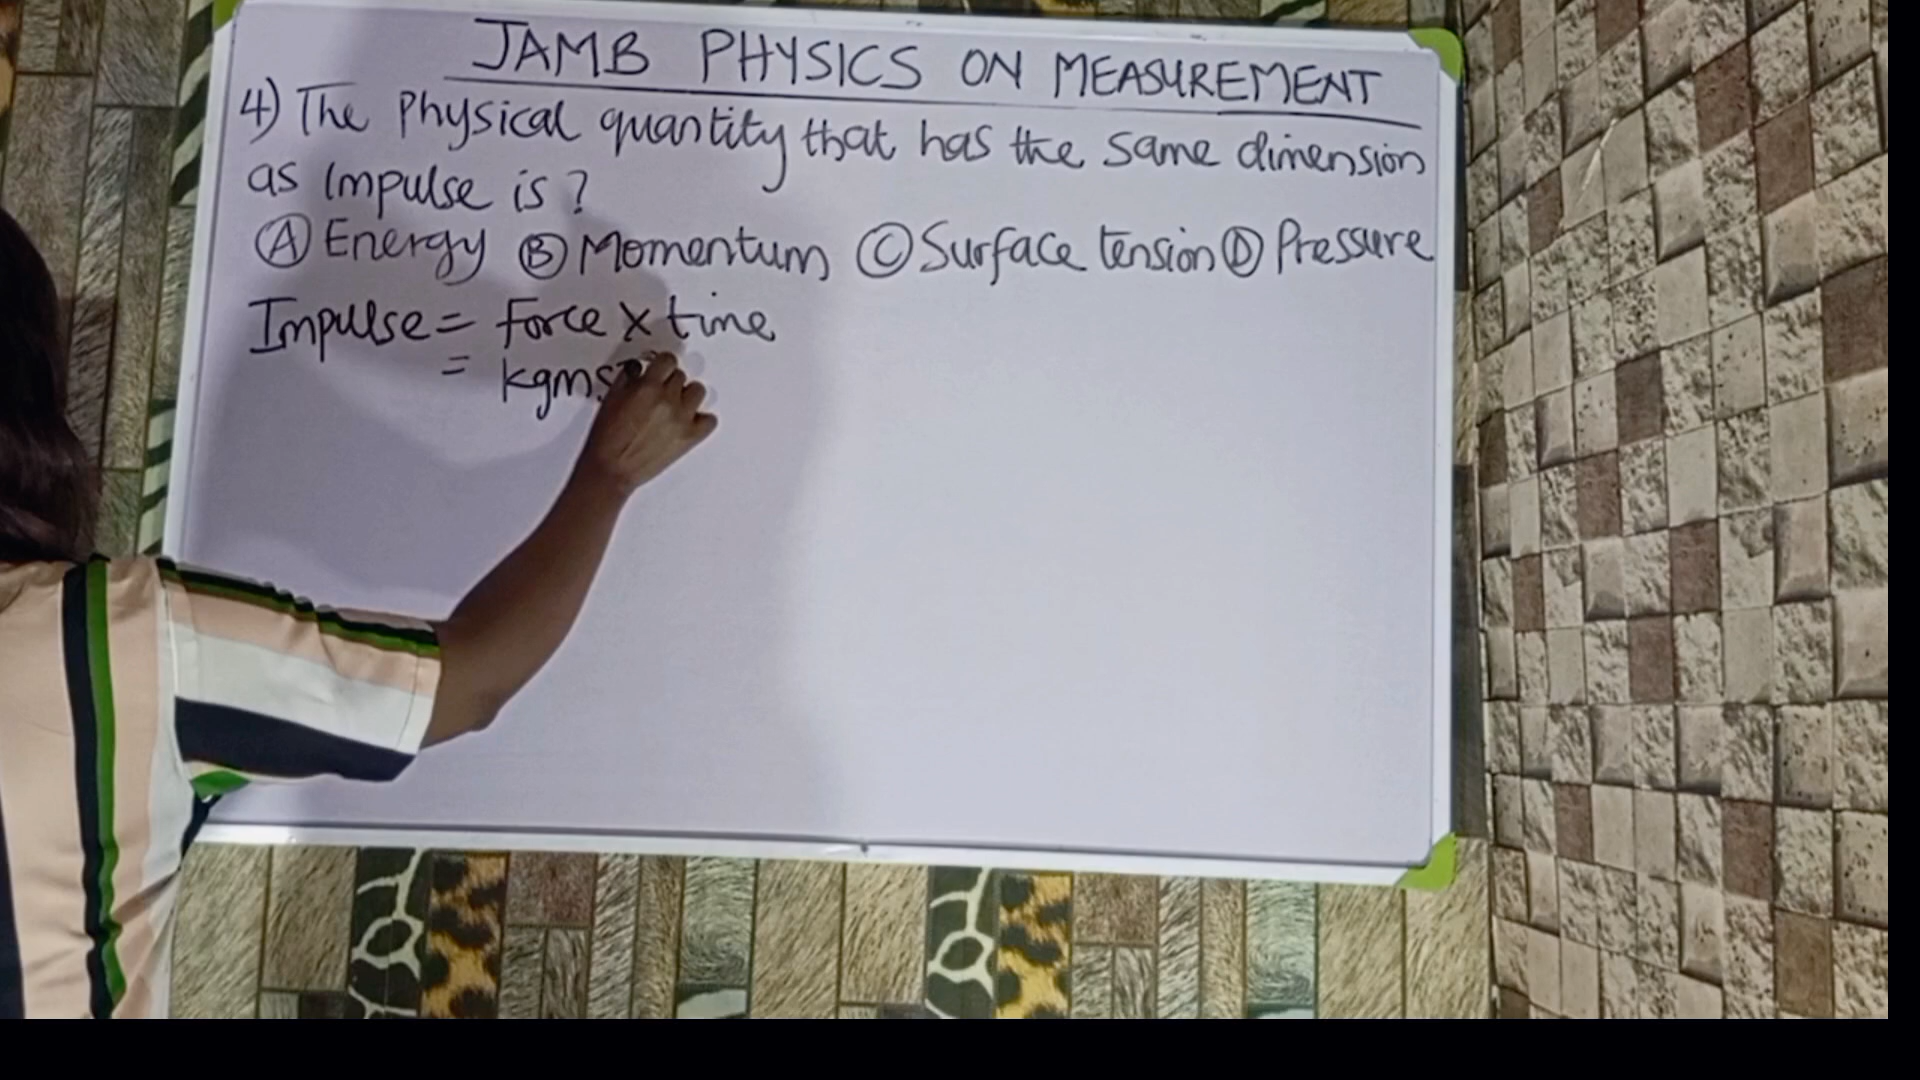 JAMB PHYSICS ON MEASUREMENT
4) The Physical quantity that has the same dimension
as Impulse is?
(A) Energy (B) Momentum (C) Surface tension (D) Pressure
Impulse = force × time
= kgms